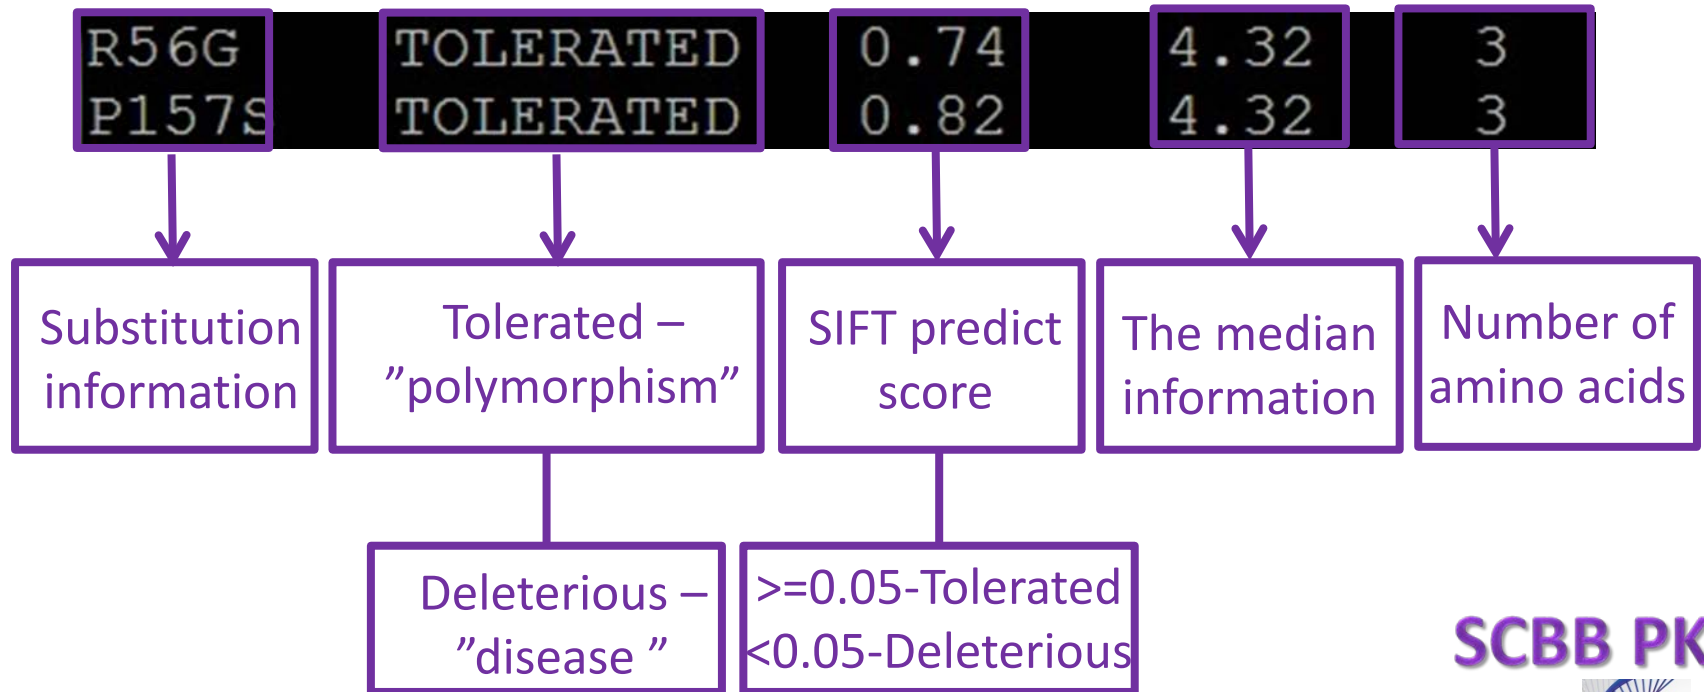 R56G TOLERATED 0.74 4.32 3
P157S TOLERATED 0.82 4.32 3
Substitution
information
Tolerated –
”polymorphism”
SIFT predict
score
The median
information
Number of
amino acids
Deleterious –
”disease ”
>=0.05-Tolerated
<0.05-Deleterious
SCBB PK